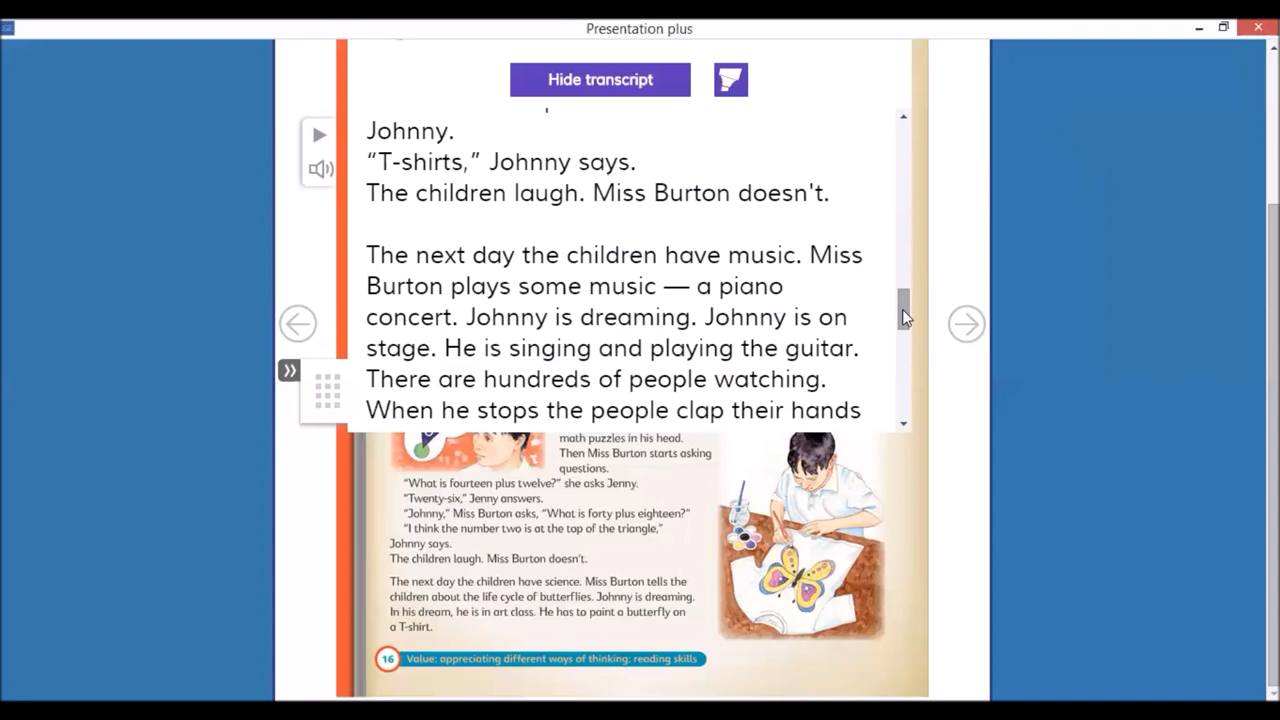 Presentation plus
Hide transcript
Johnny.
“T-shirts,” Johnny says.
The children laugh. Miss Burton doesn't.
The next day the children have music. Miss
Burton plays some music — a piano
concert. Johnny is dreaming. Johnny is on
stage. He is singing and playing the guitar.
There are hundreds of people watching.
When he stops the people clap their hands
math puzzles in his head.
Then Miss Burton starts asking
questions.
“What is fourteen plus twelve?” she asks Jenny.
“Twenty-six,” Jenny answers.
“Johnny,” Miss Burton asks, “What is forty plus eighteen?”
“I think the number two is at the top of the triangle,”
Johnny says.
The children laugh. Miss Burton doesn’t.
The next day the children have science. Miss Burton tells the
children about the life cycle of butterflies. Johnny is dreaming.
In his dream, he is in art class. He has to paint a butterfly on
a T-shirt.
16 Value: appreciating different ways of thinking; reading skills